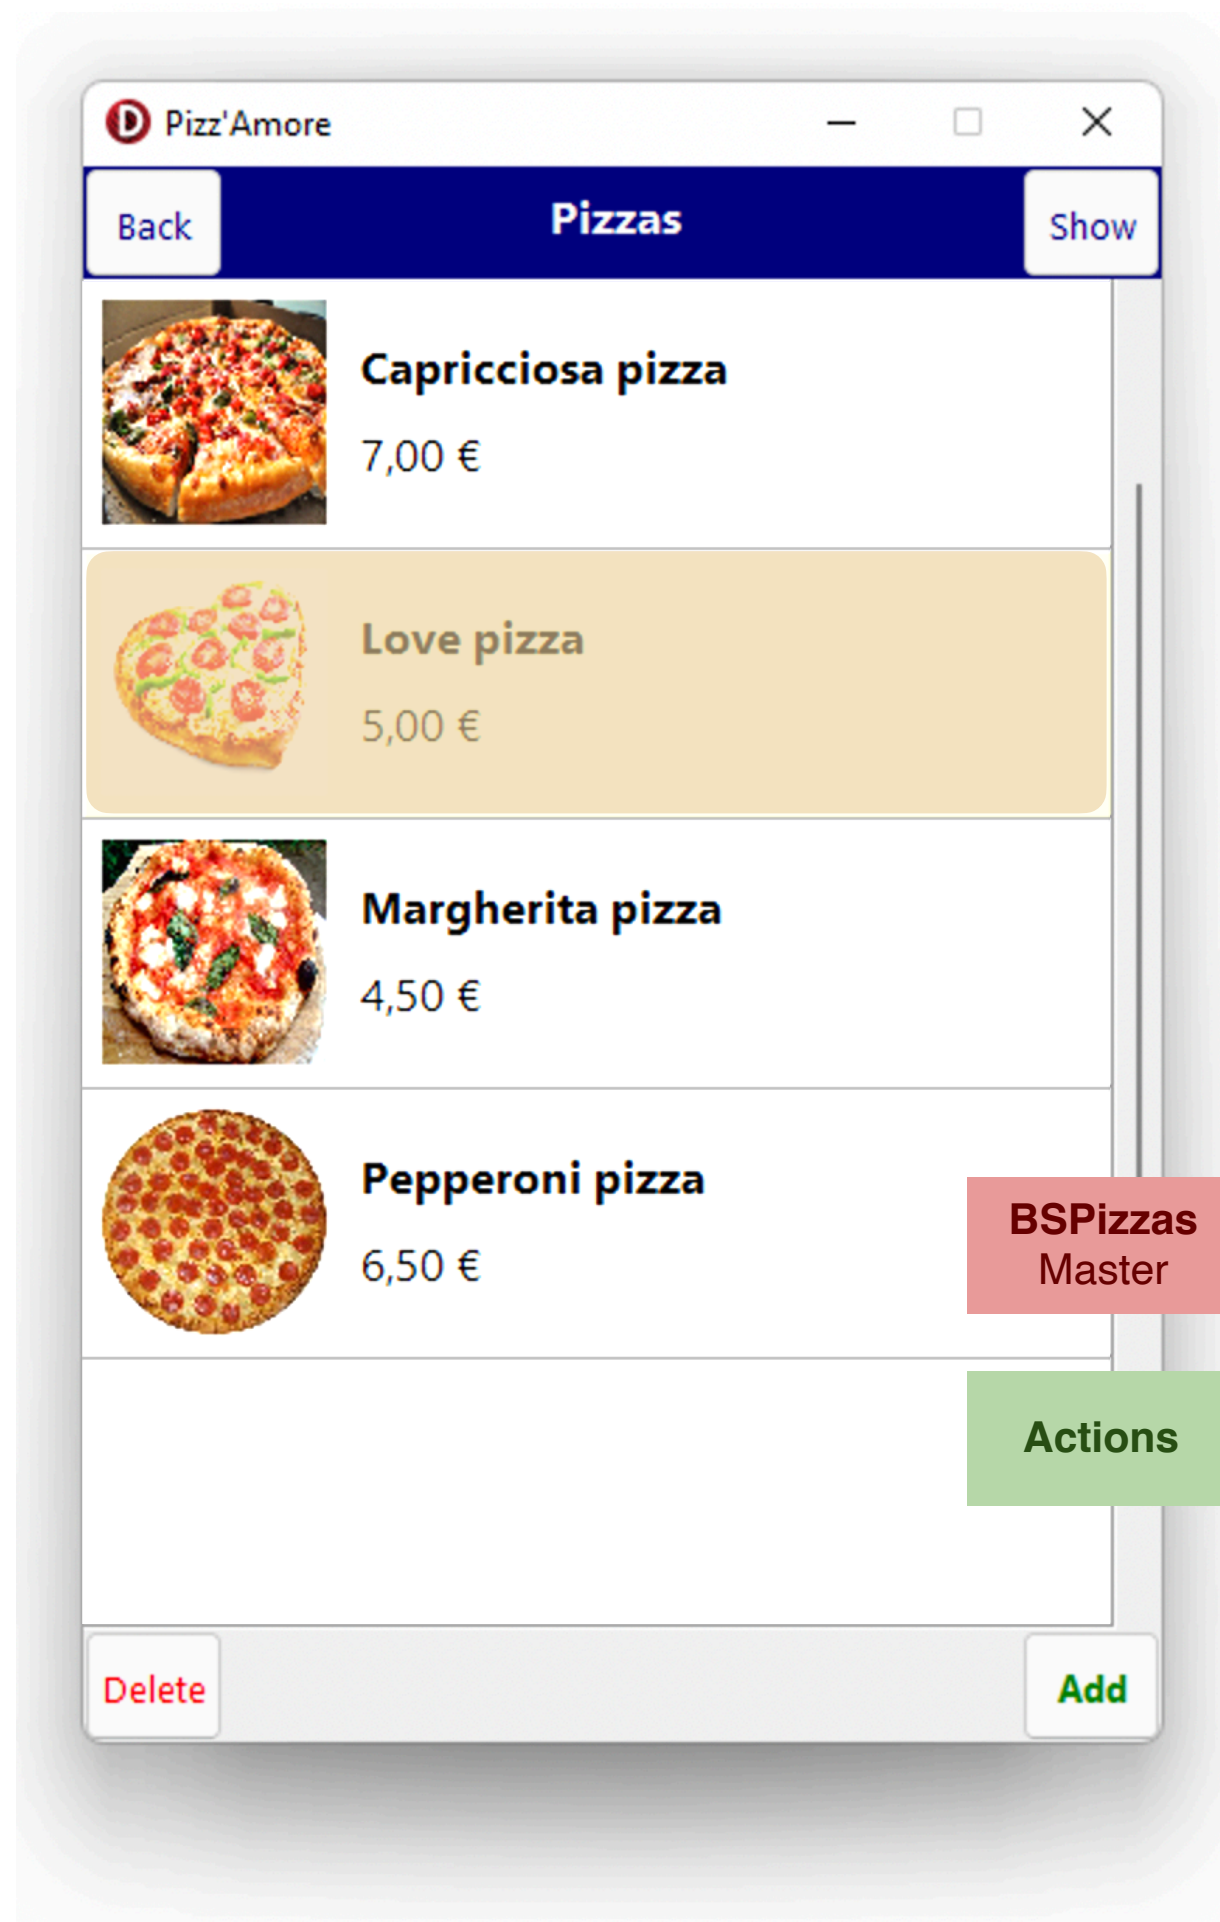 Pizz'Amore
Back
Pizzas
Show
Capricciosa pizza
7,00 €
Love pizza
5,00 €
Margherita pizza
4,50 €
Pepperoni pizza
6,50 €
BSPizzas
Master
Actions
Delete
Add